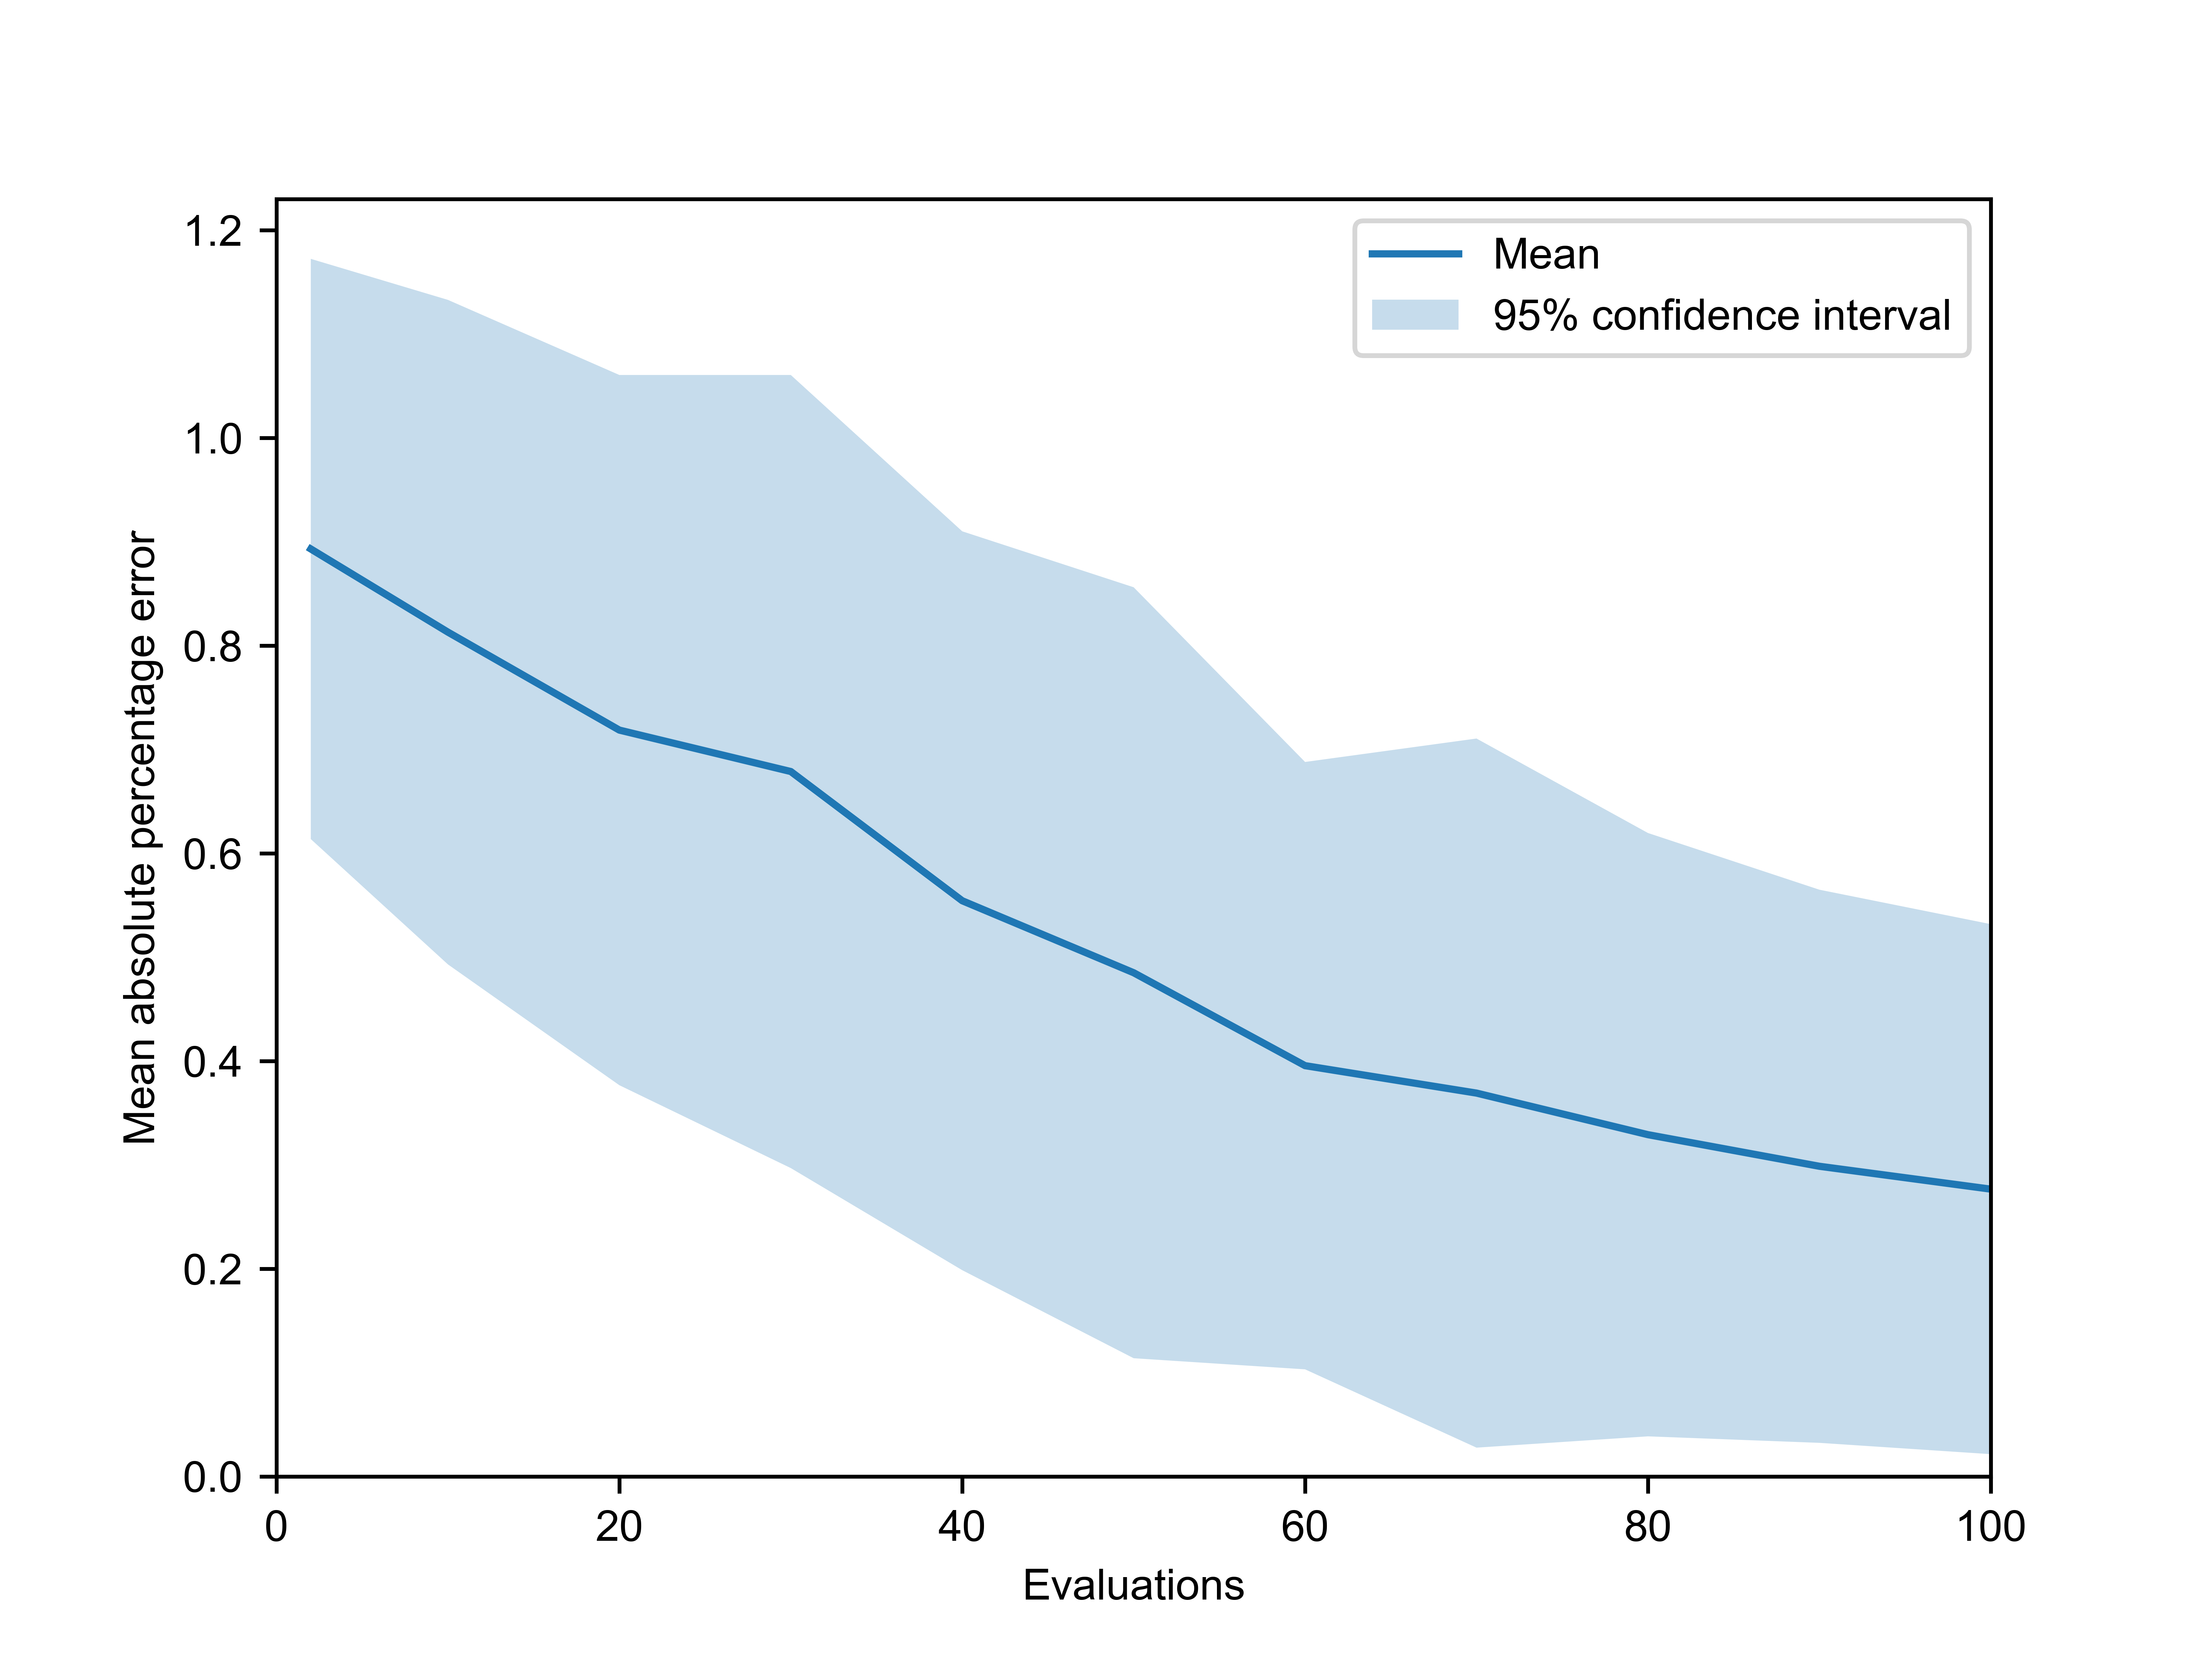 Mean
95% confidence interval
Mean absolute percentage error
1.2
1.0
0.8
0.6
0.4
0.2
0.0
0 20 40 60 80 100
Evaluations